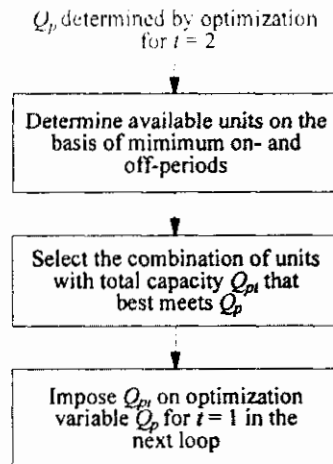 Qp determined by optimization
for t = 2
Determine available units on the
basis of mimimum on- and
off-periods
Select the combination of units
with total capacity Qpt that
best meets Qp
Impose Qpt on optimization
variable Qp for t = 1 in the
next loop